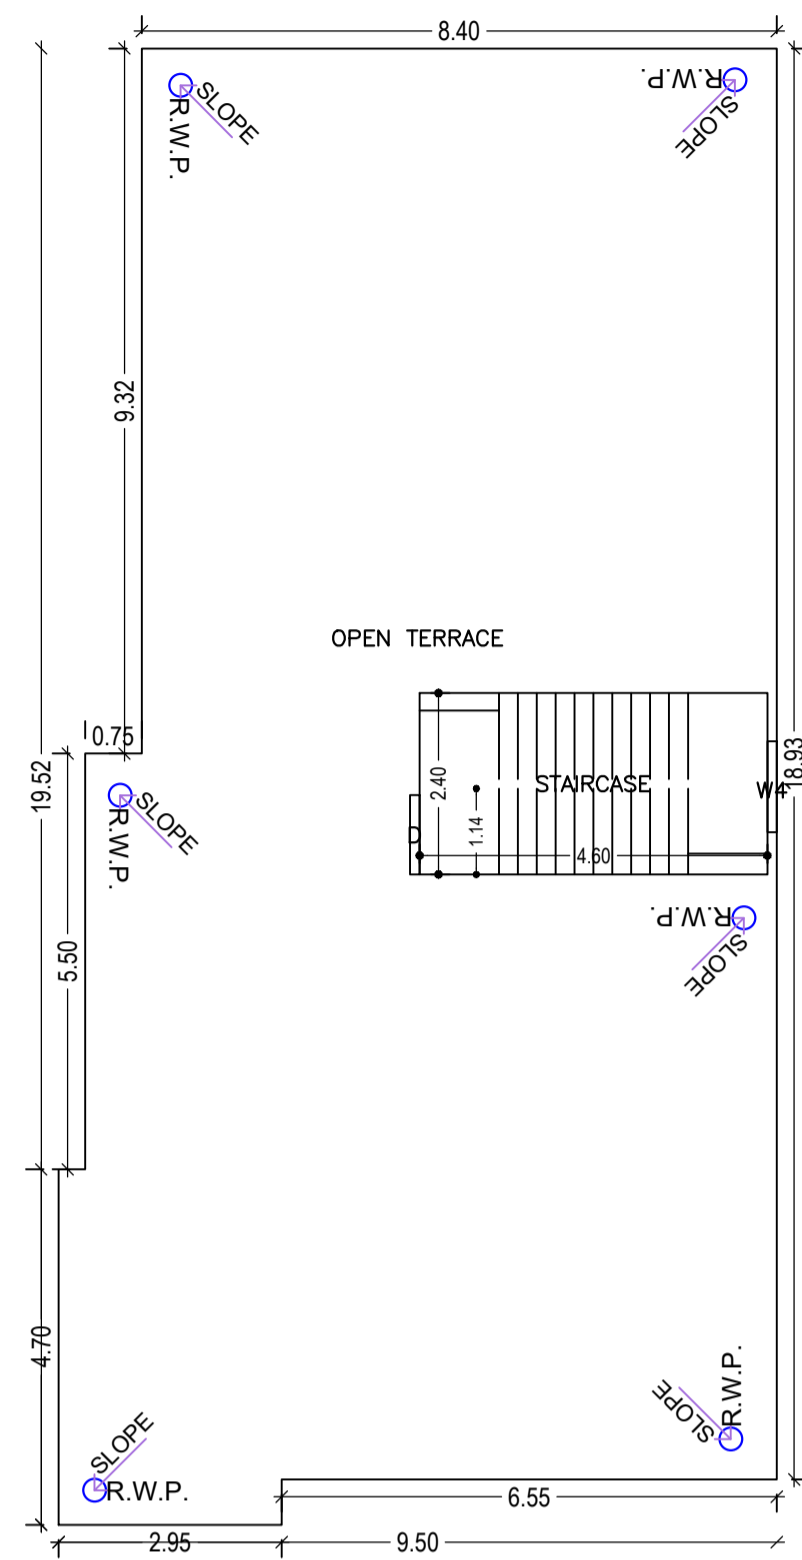 8.40
SLOPE
R.W.P.
R.W.P.
SLOPE
9.32
OPEN TERRACE
0.75
19.52
18.93
2.40
STAIRCASE
W4
D
1.14
4.60
SLOPE
R.W.P.
R.W.P.
SLOPE
5.50
4.70
SLOPE
R.W.P.
R.W.P.
SLOPE
6.55
2.95
9.50